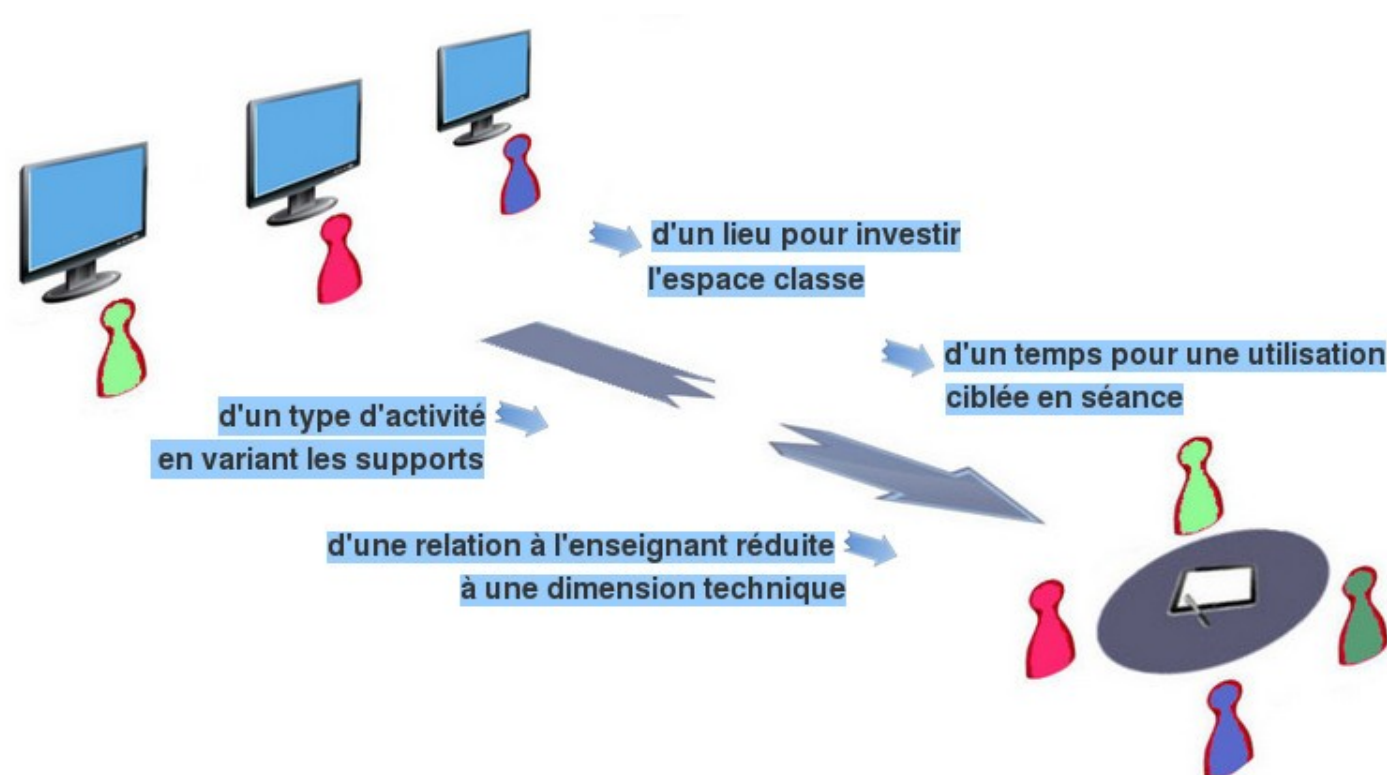 d'un lieu pour investir
l'espace classe
d'un temps pour une utilisation
ciblée en séance
d'un type d'activité
en variant les supports
d'une relation à l'enseignant réduite
à une dimension technique